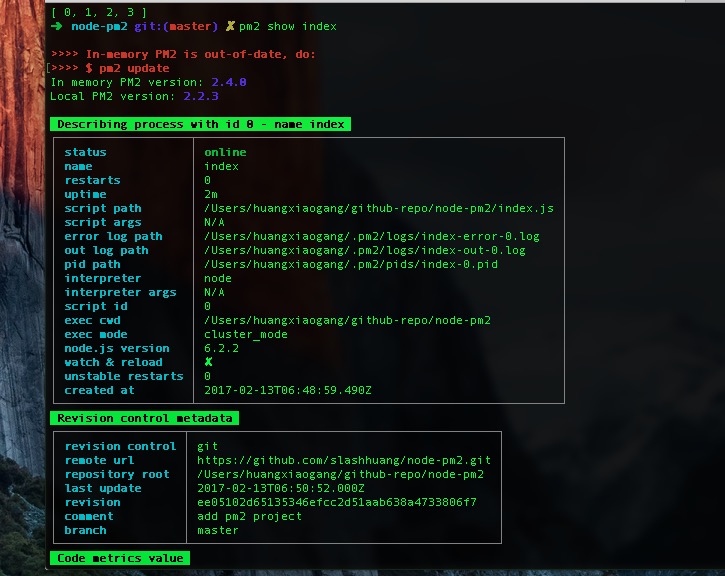 [ 0, 1, 2, 3 ]
➜ node-pm2 git:(master) ✗ pm2 show index
>>>> In-memory PM2 is out-of-date, do:
[>>>> $ pm2 update
In memory PM2 version: 2.4.0
Local PM2 version: 2.2.3
Describing process with id 0 - name index
status online
name index
restarts 0
uptime 2m
script path /Users/huangxiaogang/github-repo/node-pm2/index.js
script args N/A
error log path /Users/huangxiaogang/.pm2/logs/index-error-0.log
out log path /Users/huangxiaogang/.pm2/logs/index-out-0.log
pid path /Users/huangxiaogang/.pm2/pids/index-0.pid
interpreter node
interpreter args N/A
script id 0
exec cwd /Users/huangxiaogang/github-repo/node-pm2
exec mode cluster_mode
node.js version 6.2.2
watch & reload ✘
unstable restarts 0
created at 2017-02-13T06:48:59.490Z
Revision control metadata
revision control git
remote url https://github.com/slashhuang/node-pm2.git
repository root /Users/huangxiaogang/github-repo/node-pm2
last update 2017-02-13T06:50:52.000Z
revision ee05102d65135346efcc2d51aab638a4733806f7
comment add pm2 project
branch master
Code metrics value